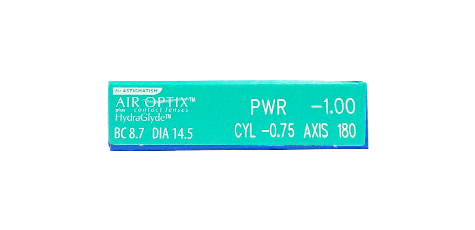 for ASTIGMATISM
AIR OPTIX™
plus contact lenses
HydraGlyde™
BC 8.7 DIA 14.5
PWR -1.00
CYL -0.75 AXIS 180